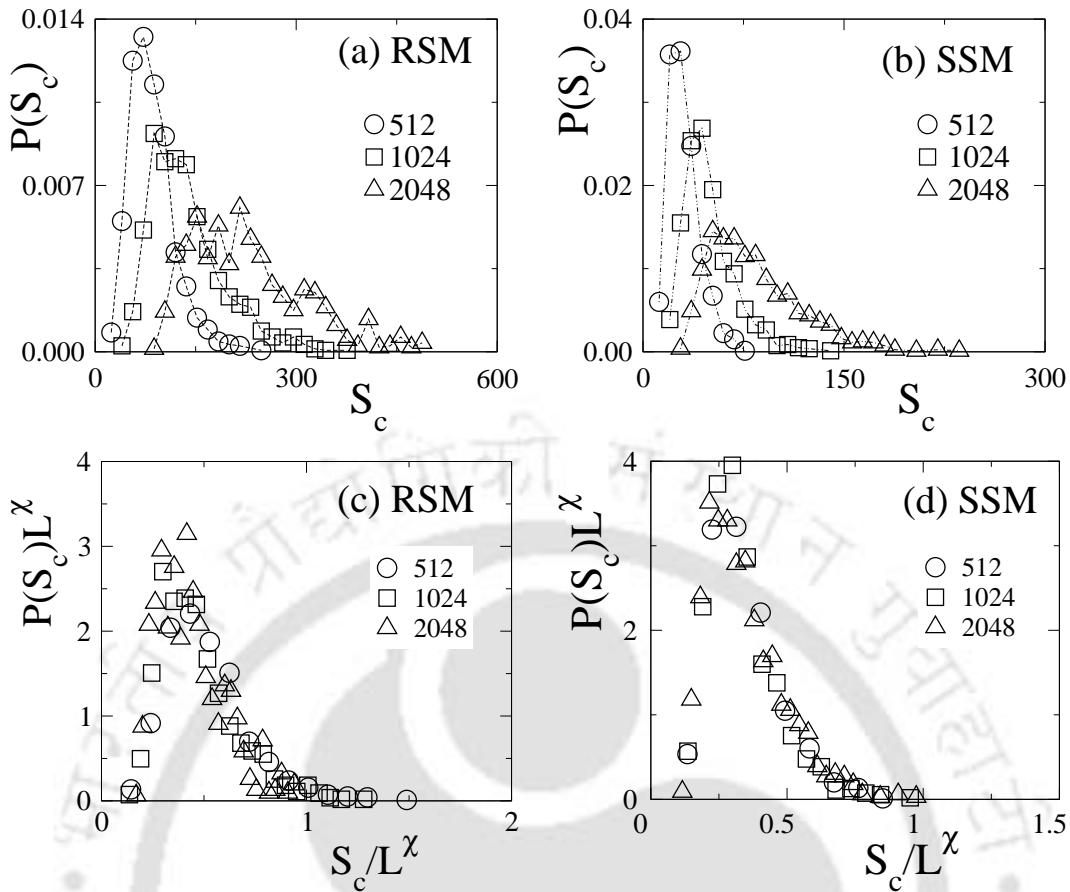 0.014
0.007
0.000
P(S_c)
(a) RSM
512
1024
2048
0 300 600
S_c
0.04
0.02
0.00
P(S_c)
(b) SSM
512
1024
2048
0 150 300
S_c
4
3
2
1
0
P(S_c)L^χ
(c) RSM
512
1024
2048
0 1 2
S_c/L^χ
4
2
0
P(S_c)L^χ
(d) SSM
512
1024
2048
0 0.5 1 1.5
S_c/L^χ